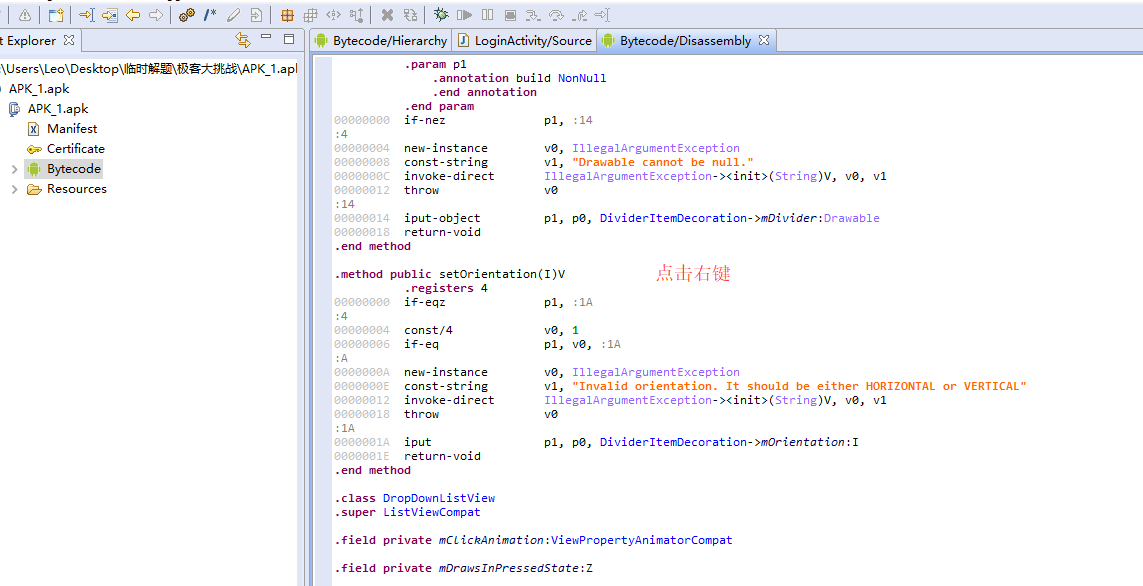 t Explorer
Bytecode/Hierarchy
LoginActivity/Source
Bytecode/Disassembly
:\Users\Leo\Desktop\临时解题\极客大挑战\APK_1.apl
APK_1.apk
APK_1.apk
Manifest
Certificate
Bytecode
Resources
.param p1
.annotation build NonNull
.end annotation
.end param
00000000 if-nez p1, :14
:4
00000004 new-instance v0, IllegalArgumentException
00000008 const-string v1, "Drawable cannot be null."
0000000C invoke-direct IllegalArgumentException-><init>(String)V, v0, v1
00000012 throw v0
:14
00000014 iput-object p1, p0, DividerItemDecoration->mDivider:Drawable
00000018 return-void
.end method
.method public setOrientation(I)V
点击右键
.registers 4
00000000 if-eqz p1, :1A
:4
00000004 const/4 v0, 1
00000006 if-eq p1, v0, :1A
:A
0000000A new-instance v0, IllegalArgumentException
0000000E const-string v1, "Invalid orientation. It should be either HORIZONTAL or VERTICAL"
00000012 invoke-direct IllegalArgumentException-><init>(String)V, v0, v1
00000018 throw v0
:1A
0000001A iput p1, p0, DividerItemDecoration->mOrientation:I
0000001E return-void
.end method
.class DropDownListView
.super ListViewCompat
.field private mClickAnimation:ViewPropertyAnimatorCompat
.field private mDrawsInPressedState:Z